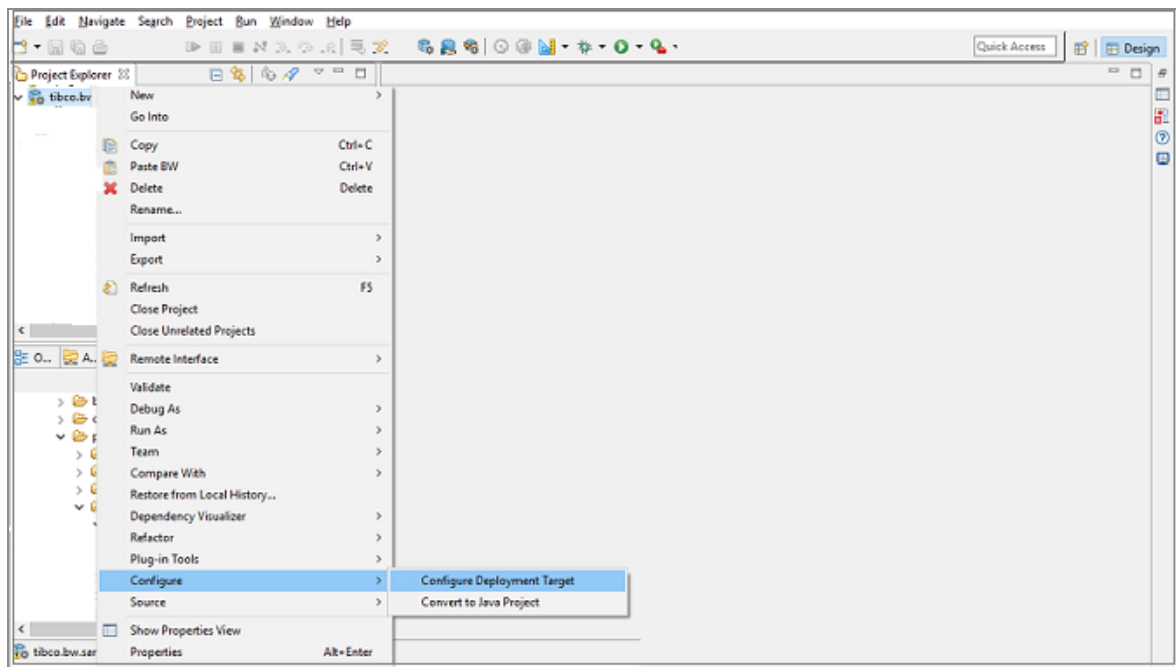 File Edit Navigate Search Project Run Window Help
Quick Access Design
Project Explorer
tibco.bw
New
Go Into
Copy Ctrl+C
Paste BW Ctrl+V
Delete Delete
Rename...
Import
Export
Refresh F5
Close Project
Close Unrelated Projects
O... A..
Remote Interface
Validate
Debug As
Run As
Team
Compare With
Restore from Local History...
Dependency Visualizer
Refactor
Plug-in Tools
Configure Configure Deployment Target
Source Convert to Java Project
Show Properties View
tibco.bw.sar Properties Alt+Enter